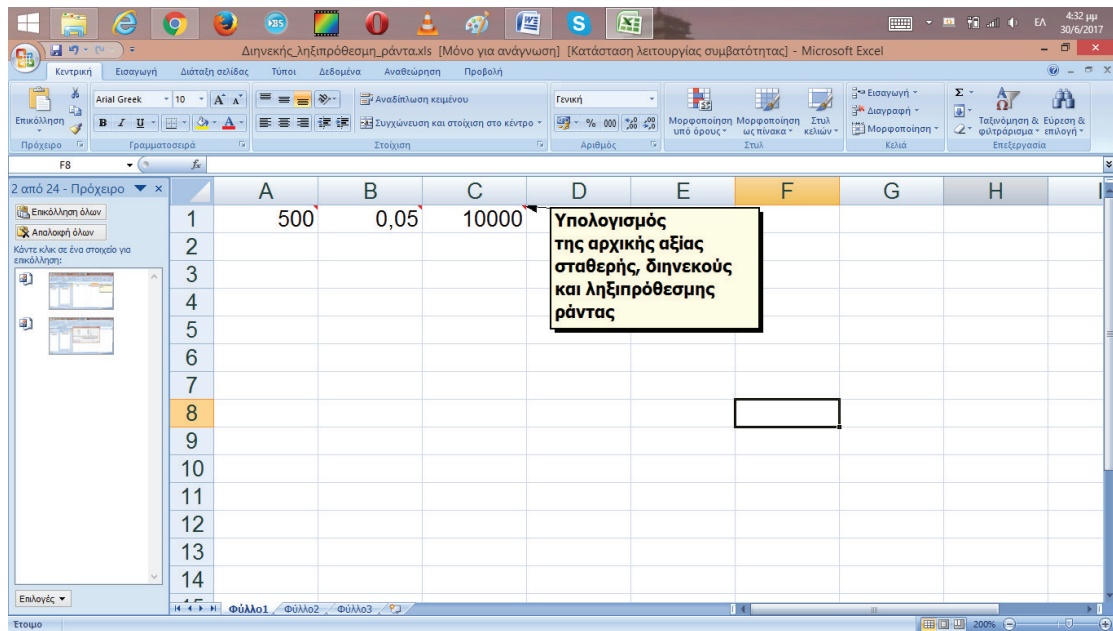 4:32 μμ
ΕΛ
30/6/2017
Διηνεκής_ληξιπρόθεσμη_ράντα.xls [Μόνο για ανάγνωση] [Κατάσταση λειτουργίας συμβατότητας] - Microsoft Excel
Κεντρική Εισαγωγή Διάταξη σελίδας Τύποι Δεδομένα Αναθεώρηση Προβολή
Επικόλληση
Arial Greek 10
B I U
Πρόχειρο Γραμματοσειρά
Αναδίπλωση κειμένου
Συγχώνευση και στοίχιση στο κέντρο
Στοίχιση
Γενική
% 000
Αριθμός
Μορφοποίηση υπό όρους
Μορφοποίηση ως πίνακα
Στυλ κελιών
Στυλ
Εισαγωγή
Διαγραφή
Μορφοποίηση
Κελιά
Ταξινόμηση & φιλτράρισμα
Εύρεση & επιλογή
Επεξεργασία
F8 fx
2 από 24 - Πρόχειρο
Επικόλληση όλων
Απαλοιφή όλων
Κάντε κλικ σε ένα στοιχείο για
επικόλληση:
Επιλογές
A B C D E F G H I
1 500 0,05 10000
Υπολογισμός
της αρχικής αξίας
σταθερής, διηνεκούς
και ληξιπρόθεσμης
ράντας
2
3
4
5
6
7
8
9
10
11
12
13
14
Φύλλο1 Φύλλο2 Φύλλο3
Έτοιμο 200%